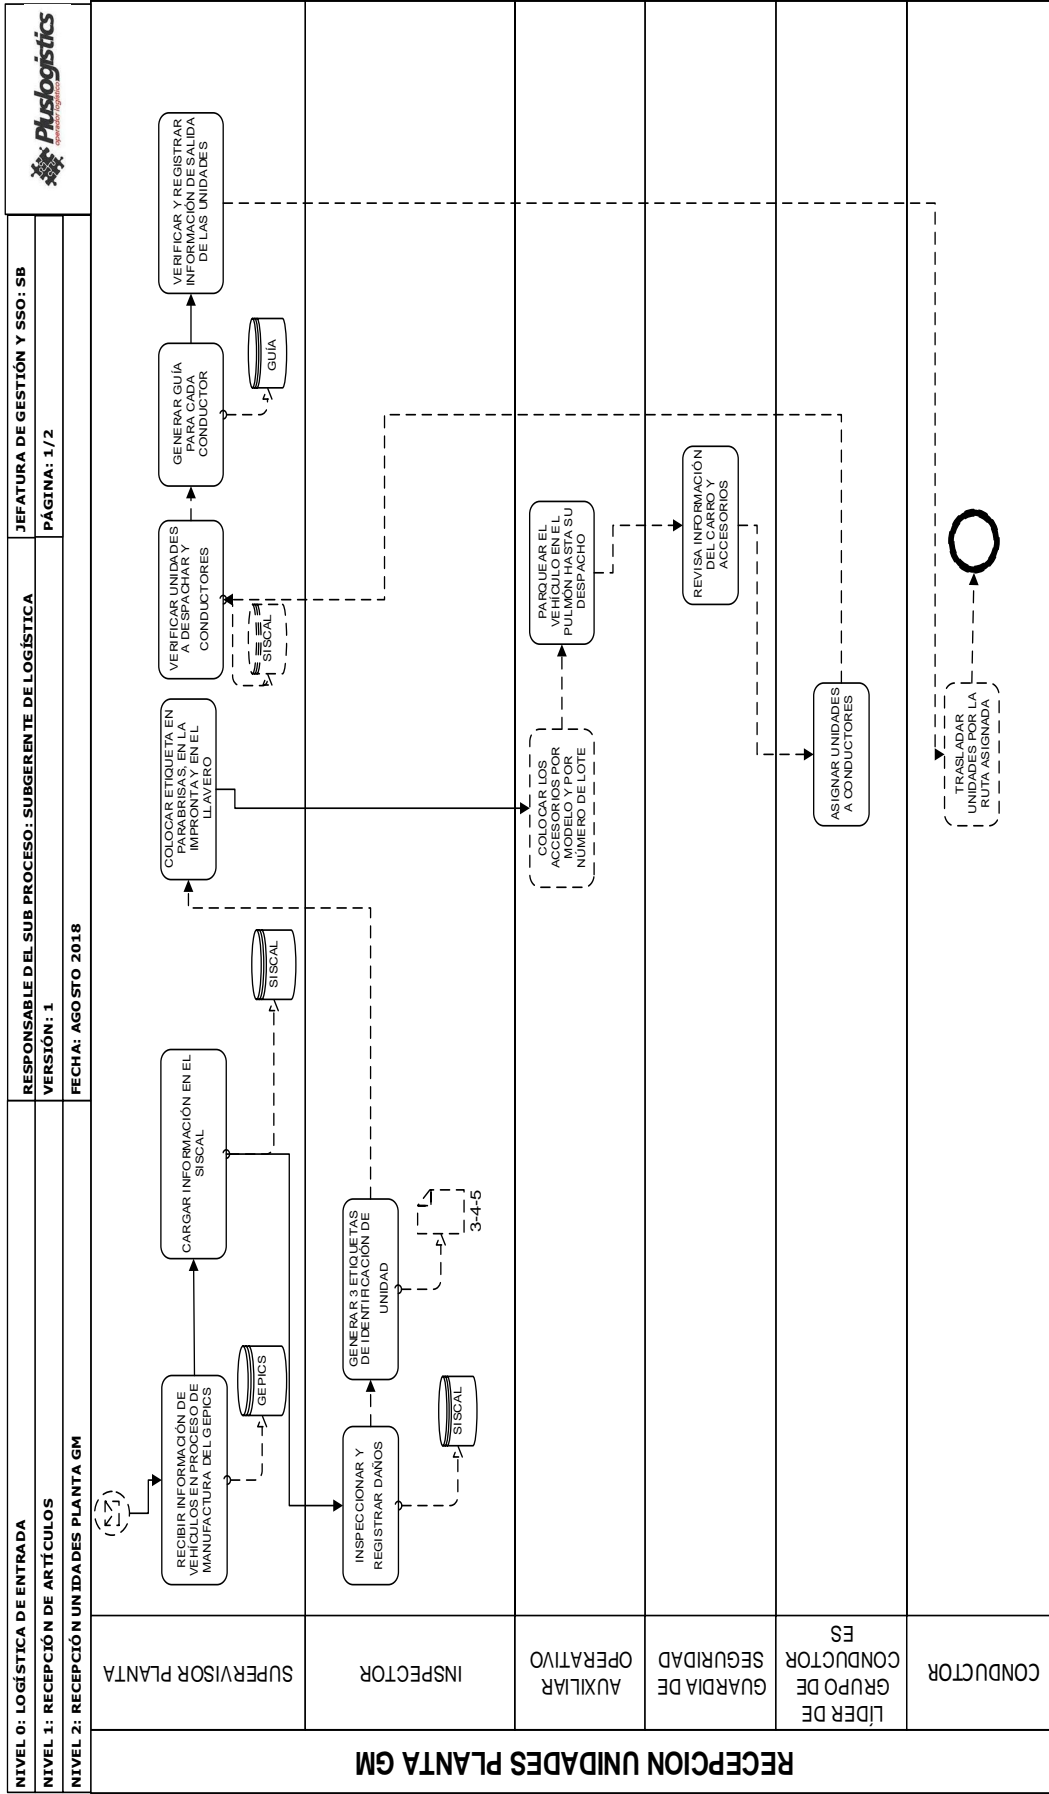 NIVEL 0: LOGÍSTICA DE ENTRADA
RESPONSABLE DEL SUB PROCESO: SUBGERENTE DE LOGÍSTICA
JEFATURA DE GESTIÓN Y SSO: SB
Pluslogistics
operador logístico
NIVEL 1: RECEPCIÓN DE ARTÍCULOS
VERSIÓN: 1
PÁGINA: 1/2
NIVEL 2: RECEPCIÓN UNIDADES PLANTA GM
FECHA: AGOSTO 2018
RECEPCION UNIDADES PLANTA GM
SUPERVISOR PLANTA
RECIBIR INFORMACIÓN DE
VEHÍCULOS EN PROCESO DE
MANUFACTURA DEL GEPICS
GEPICS
CARGAR INFORMACIÓN EN EL
SISCAL
SISCAL
COLOCAR ETIQUETA EN
PARABRISAS, EN LA
IMPRONTA Y EN EL
LLAVERO
VERIFICAR UNIDADES
A DESPACHAR Y
CONDUCTORES
SISCAL
GENERAR GUÍA
PARA CADA
CONDUCTOR
GUÍA
VERIFICAR Y REGISTRAR
INFORMACIÓN DE SALIDA
DE LAS UNIDADES
INSPECTOR
INSPECCIONAR Y
REGISTRAR DAÑOS
SISCAL
GENERAR 3 ETIQUETAS
DE IDENTIFICACIÓN DE
UNIDAD
3-4-5
AUXILIAR
OPERATIVO
COLOCAR LOS
ACCESORIOS POR
MODELO Y POR
NÚMERO DE LOTE
PARQUEAR EL
VEHÍCULO EN EL
PULMÓN HASTA SU
DESPACHO
GUARDIA DE
SEGURIDAD
REVISA INFORMACIÓN
DEL CARRO Y
ACCESORIOS
LÍDER DE
GRUPO DE
CONDUCTOR
ES
ASIGNAR UNIDADES
A CONDUCTORES
CONDUCTOR
TRASLADAR
UNIDADES POR LA
RUTA ASIGNADA